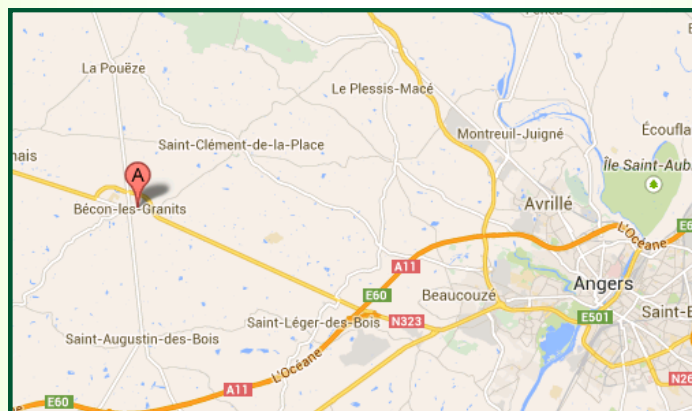 La Pouëze
Le Plessis-Macé
Écoufla
Montreuil-Juigné
Saint-Clément-de-la-Place
nais
Île Saint-Aub
A
Avrillé
Bécon-les-Granits
L'Océane
E6
A11
Angers
E60
Beaucouzé
Saint-E
E501
Saint-Léger-des-Bois
N323
Saint-Augustin-des-Bois
L'Océane
N26
A11
E60